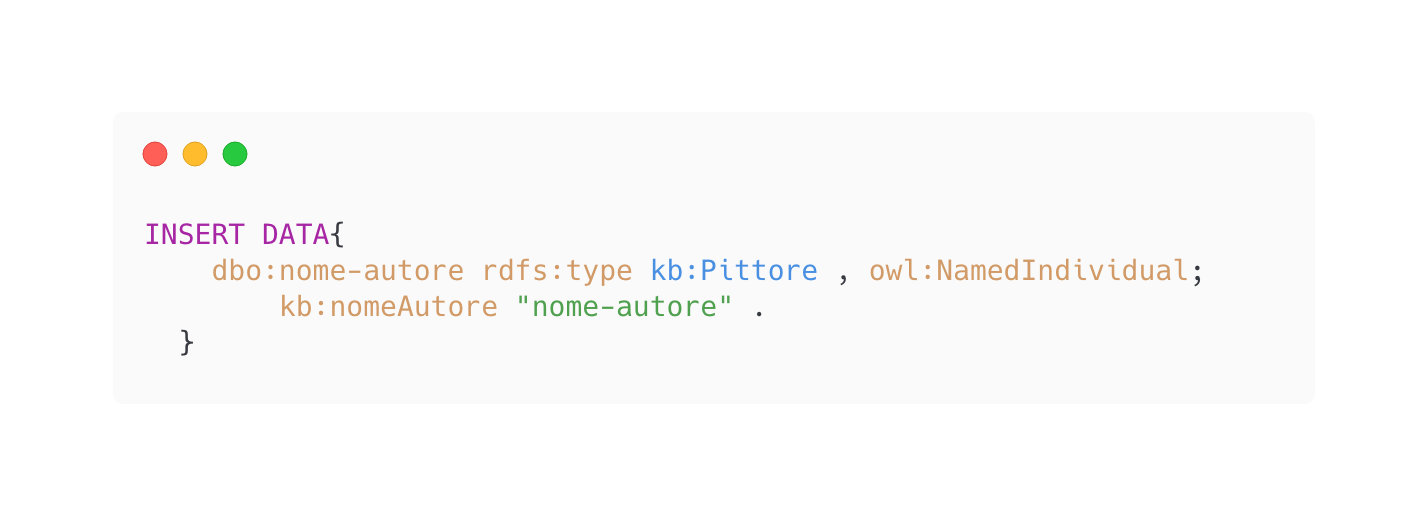 INSERT DATA{
dbo:nome-autore rdfs:type kb:Pittore , owl:NamedIndividual;
kb:nomeAutore "nome-autore" .
}